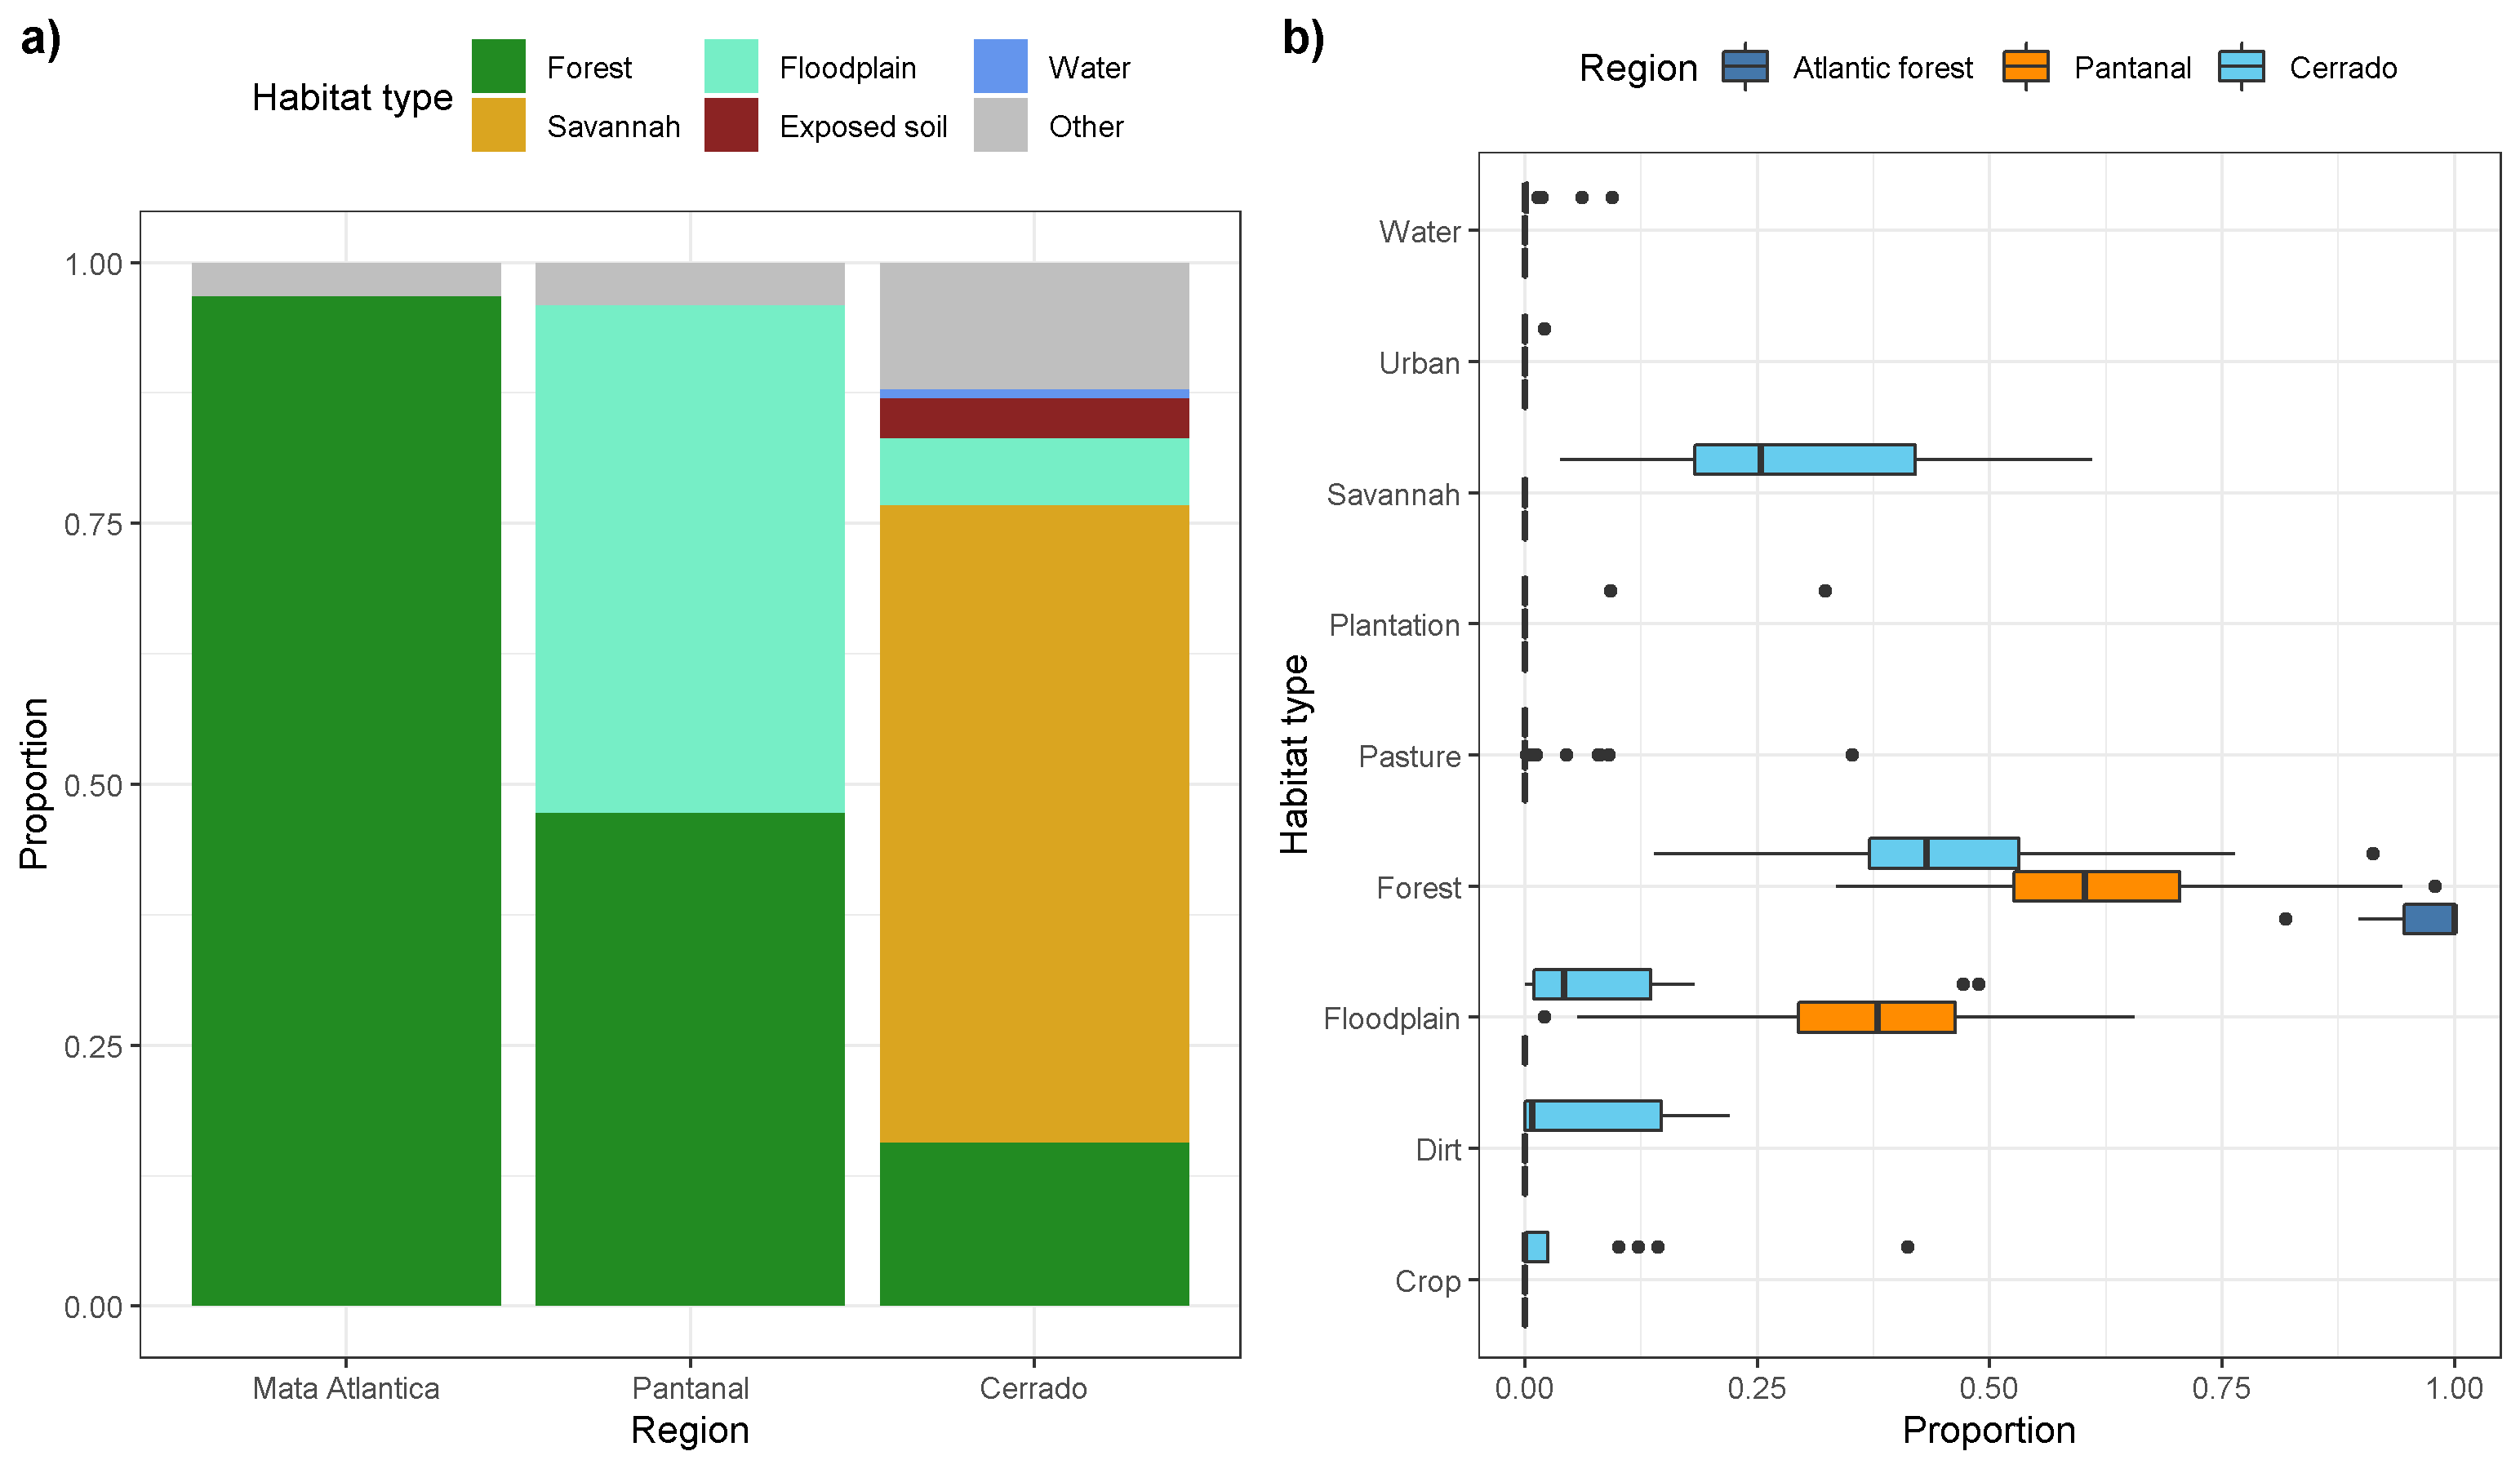 a)
Habitat type
Forest
Floodplain
Water
Savannah
Exposed soil
Other
1.00
0.75
0.50
0.25
0.00
Proportion
Mata Atlantica
Pantanal
Cerrado
Region
b)
Region
Atlantic forest
Pantanal
Cerrado
Water
Urban
Savannah
Plantation
Pasture
Forest
Floodplain
Dirt
Crop
Habitat type
0.00
0.25
0.50
0.75
1.00
Proportion